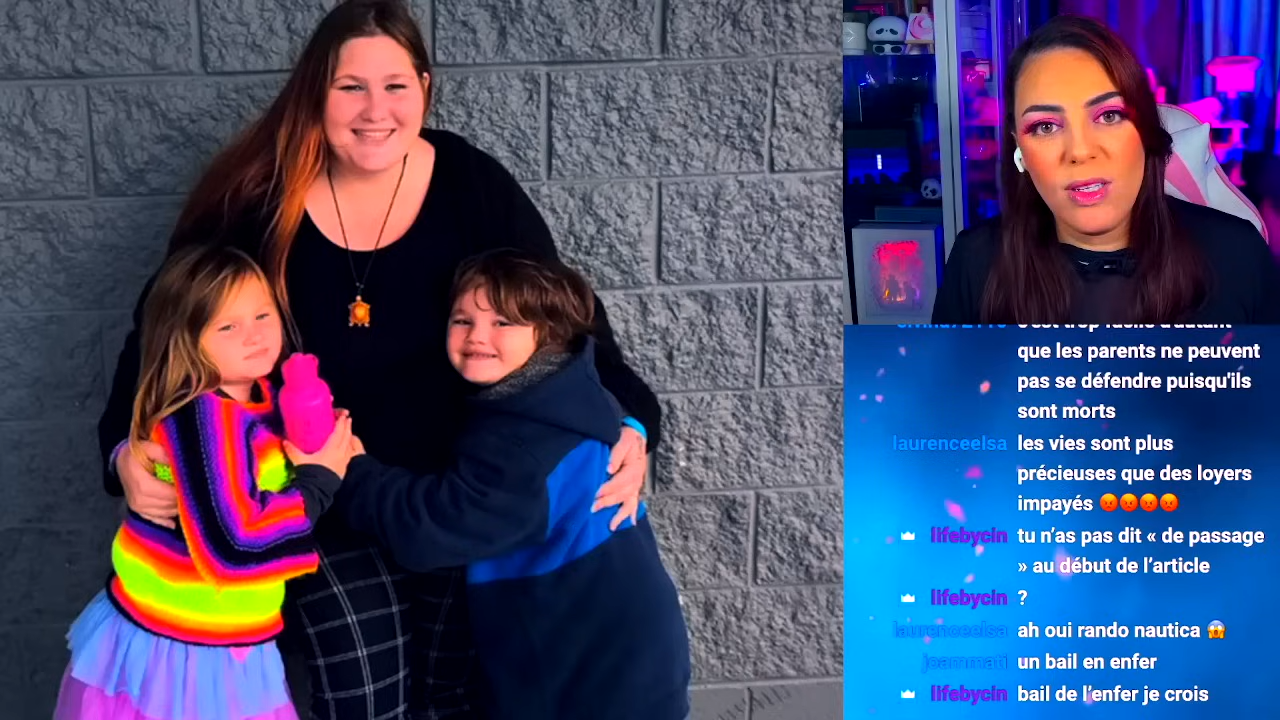 que les parents ne peuvent
pas se défendre puisqu'ils
sont morts
laurenceelsa les vies sont plus
précieuses que des loyers
impayés 😡😡😡😡
lifebycin tu n'as pas dit « de passage
» au début de l'article
lifebycin ?
laurenceelsa ah oui rando nautica 😱
joammati un bail en enfer
lifebycin bail de l'enfer je crois